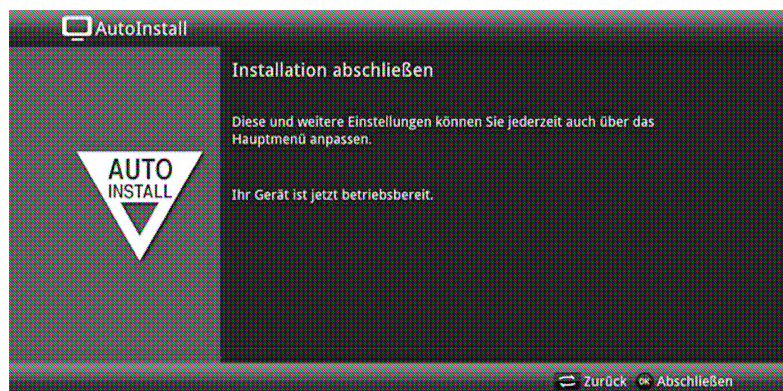 AutoInstall
Installation abschließen
Diese und weitere Einstellungen können Sie jederzeit auch über das
Hauptmenü anpassen.
AUTO
INSTALL
Ihr Gerät ist jetzt betriebsbereit.
Zurück OK Abschließen